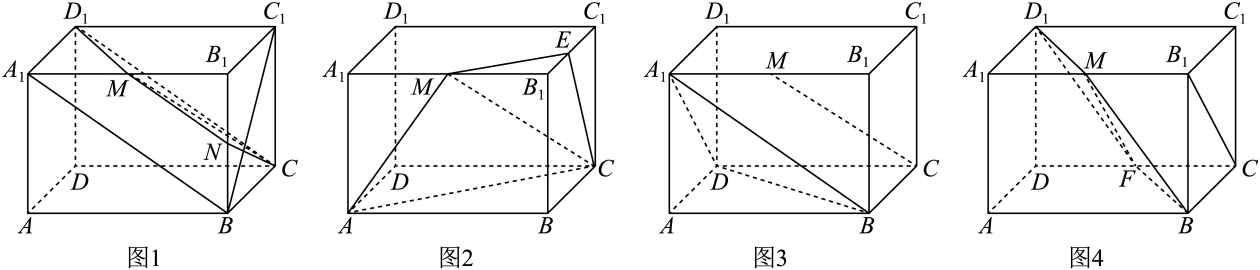 D₁ C₁ D₁ C₁ D₁ C₁ D₁ C₁
A₁ B₁ A₁ E A₁ M B₁ A₁ M B₁
M M B₁
N
D C D C D C D F C
A B A B A B A B
图1 图2 图3 图4